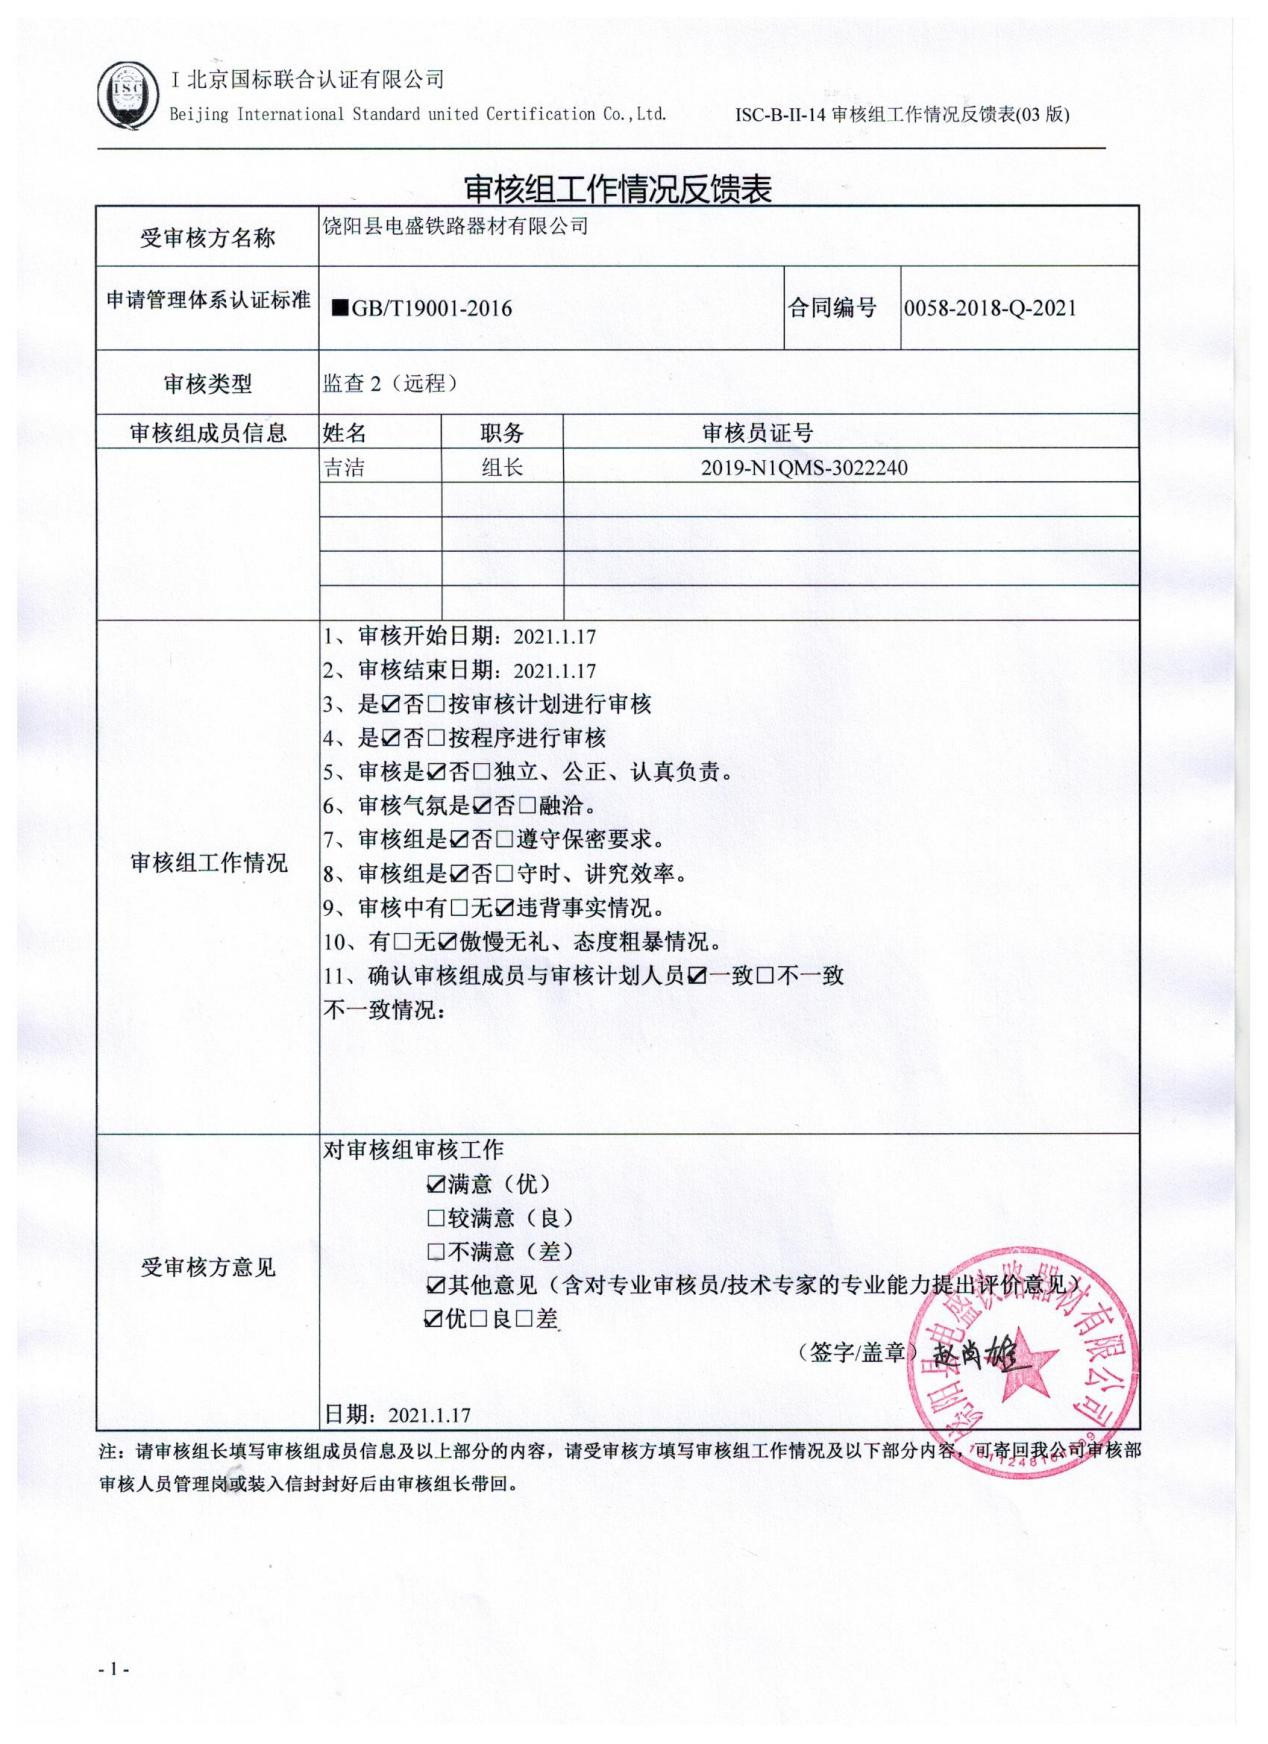 ISC
I 北京国标联合认证有限公司
Beijing International Standard united Certification Co.,Ltd.
ISC-B-II-14 审核组工作情况反馈表(03 版)
审核组工作情况反馈表
受审核方名称 饶阳县电盛铁路器材有限公司
申请管理体系认证标准 ■GB/T19001-2016 合同编号 0058-2018-Q-2021
审核类型 监查 2（远程）
审核组成员信息 姓名 职务 审核员证号
吉洁 组长 2019-N1QMS-3022240
审核组工作情况
1、审核开始日期：2021.1.17
2、审核结束日期：2021.1.17
3、是☑否□按审核计划进行审核
4、是☑否□按程序进行审核
5、审核是☑否□独立、公正、认真负责。
6、审核气氛是☑否□融洽。
7、审核组是☑否□遵守保密要求。
8、审核组是☑否□守时、讲究效率。
9、审核中有□无☑违背事实情况。
10、有□无☑傲慢无礼、态度粗暴情况。
11、确认审核组成员与审核计划人员☑一致□不一致
不一致情况：
受审核方意见
对审核组审核工作
☑满意（优）
□较满意（良）
□不满意（差）
☑其他意见（含对专业审核员/技术专家的专业能力提出评价意见）
☑优□良□差
（签字/盖章） 赵尚雄
饶阳县电盛铁路器材有限公司
日期：2021.1.17
注：请审核组长填写审核组成员信息及以上部分的内容，请受审核方填写审核组工作情况及以下部分内容，可寄回我公司审核部
审核人员管理岗或装入信封封好后由审核组长带回。
- 1 -